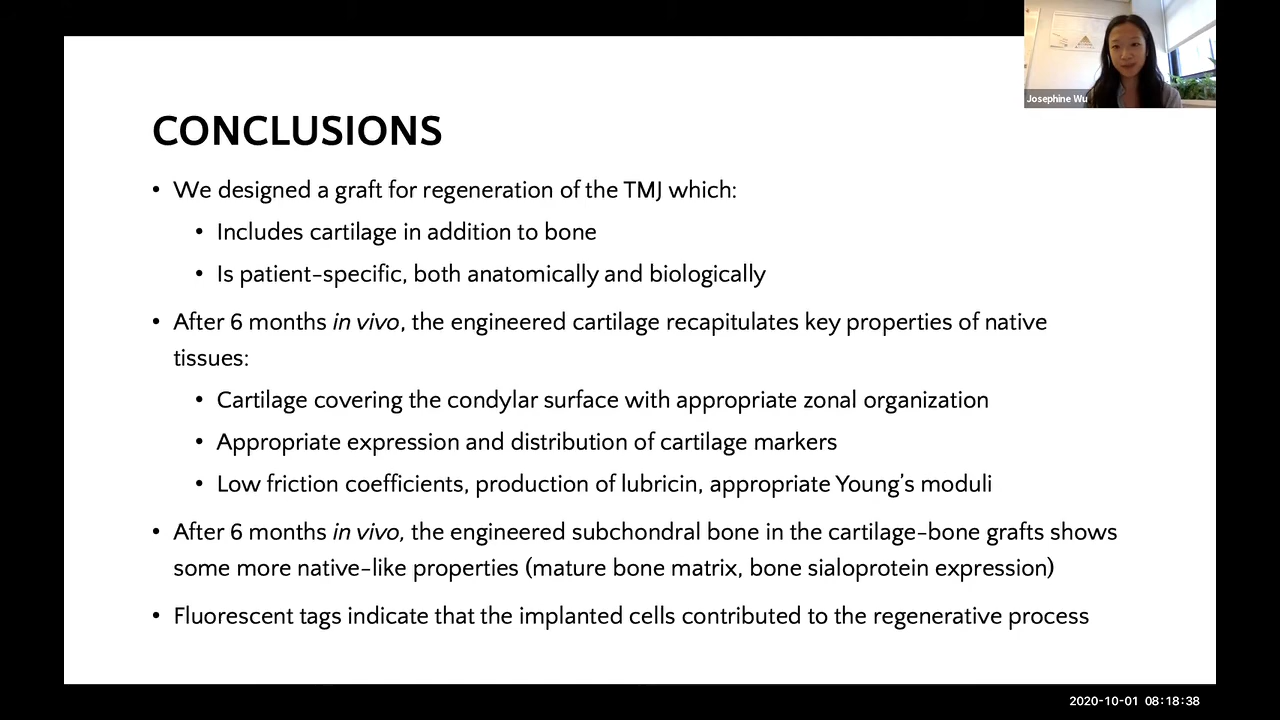 Josephine Wu
CONCLUSIONS
• We designed a graft for regeneration of the TMJ which:
• Includes cartilage in addition to bone
• Is patient-specific, both anatomically and biologically
• After 6 months in vivo, the engineered cartilage recapitulates key properties of native
tissues:
• Cartilage covering the condylar surface with appropriate zonal organization
• Appropriate expression and distribution of cartilage markers
• Low friction coefficients, production of lubricin, appropriate Young's moduli
• After 6 months in vivo, the engineered subchondral bone in the cartilage-bone grafts shows
some more native-like properties (mature bone matrix, bone sialoprotein expression)
• Fluorescent tags indicate that the implanted cells contributed to the regenerative process
2020-10-01 08:18:38